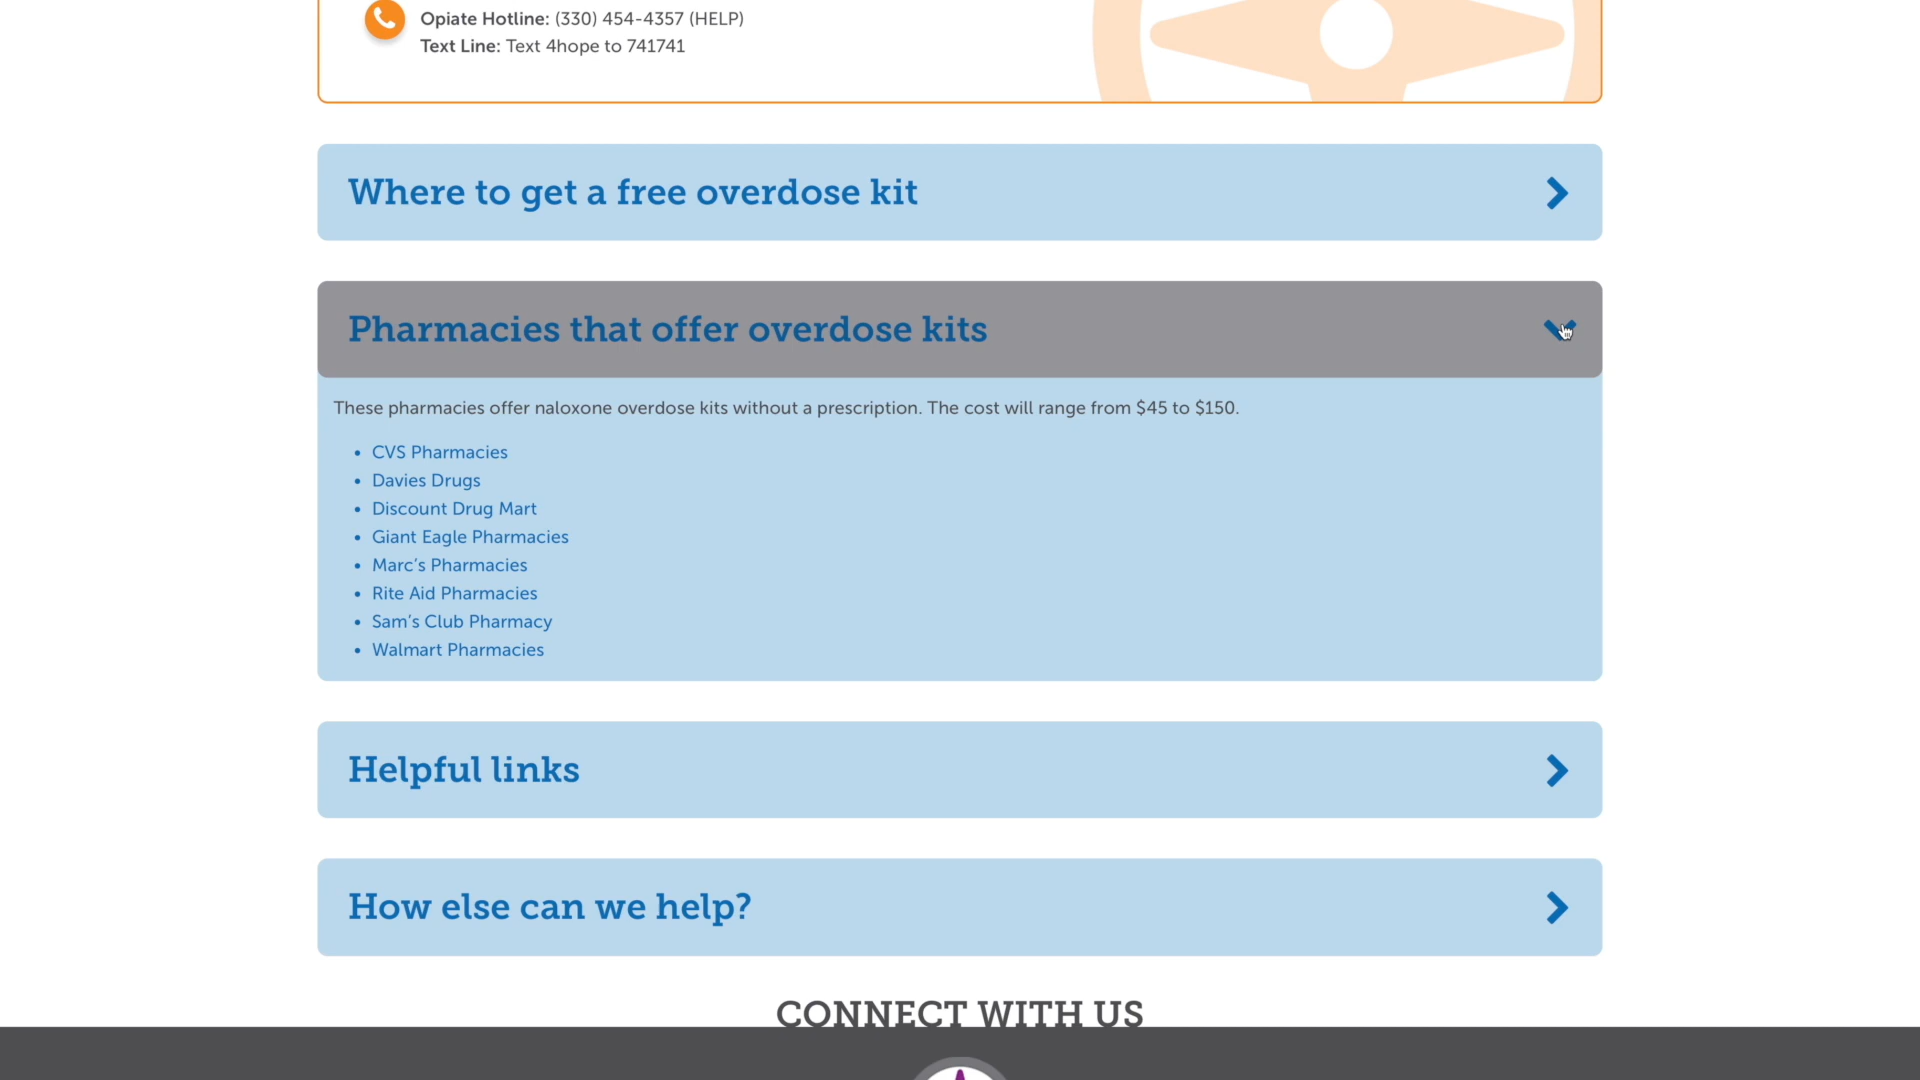 Opiate Hotline: (330) 454-4357 (HELP)
Text Line: Text 4hope to 741741
Where to get a free overdose kit
Pharmacies that offer overdose kits
These pharmacies offer naloxone overdose kits without a prescription. The cost will range from $45 to $150.
• CVS Pharmacies
• Davies Drugs
• Discount Drug Mart
• Giant Eagle Pharmacies
• Marc’s Pharmacies
• Rite Aid Pharmacies
• Sam’s Club Pharmacy
• Walmart Pharmacies
Helpful links
How else can we help?
CONNECT WITH US